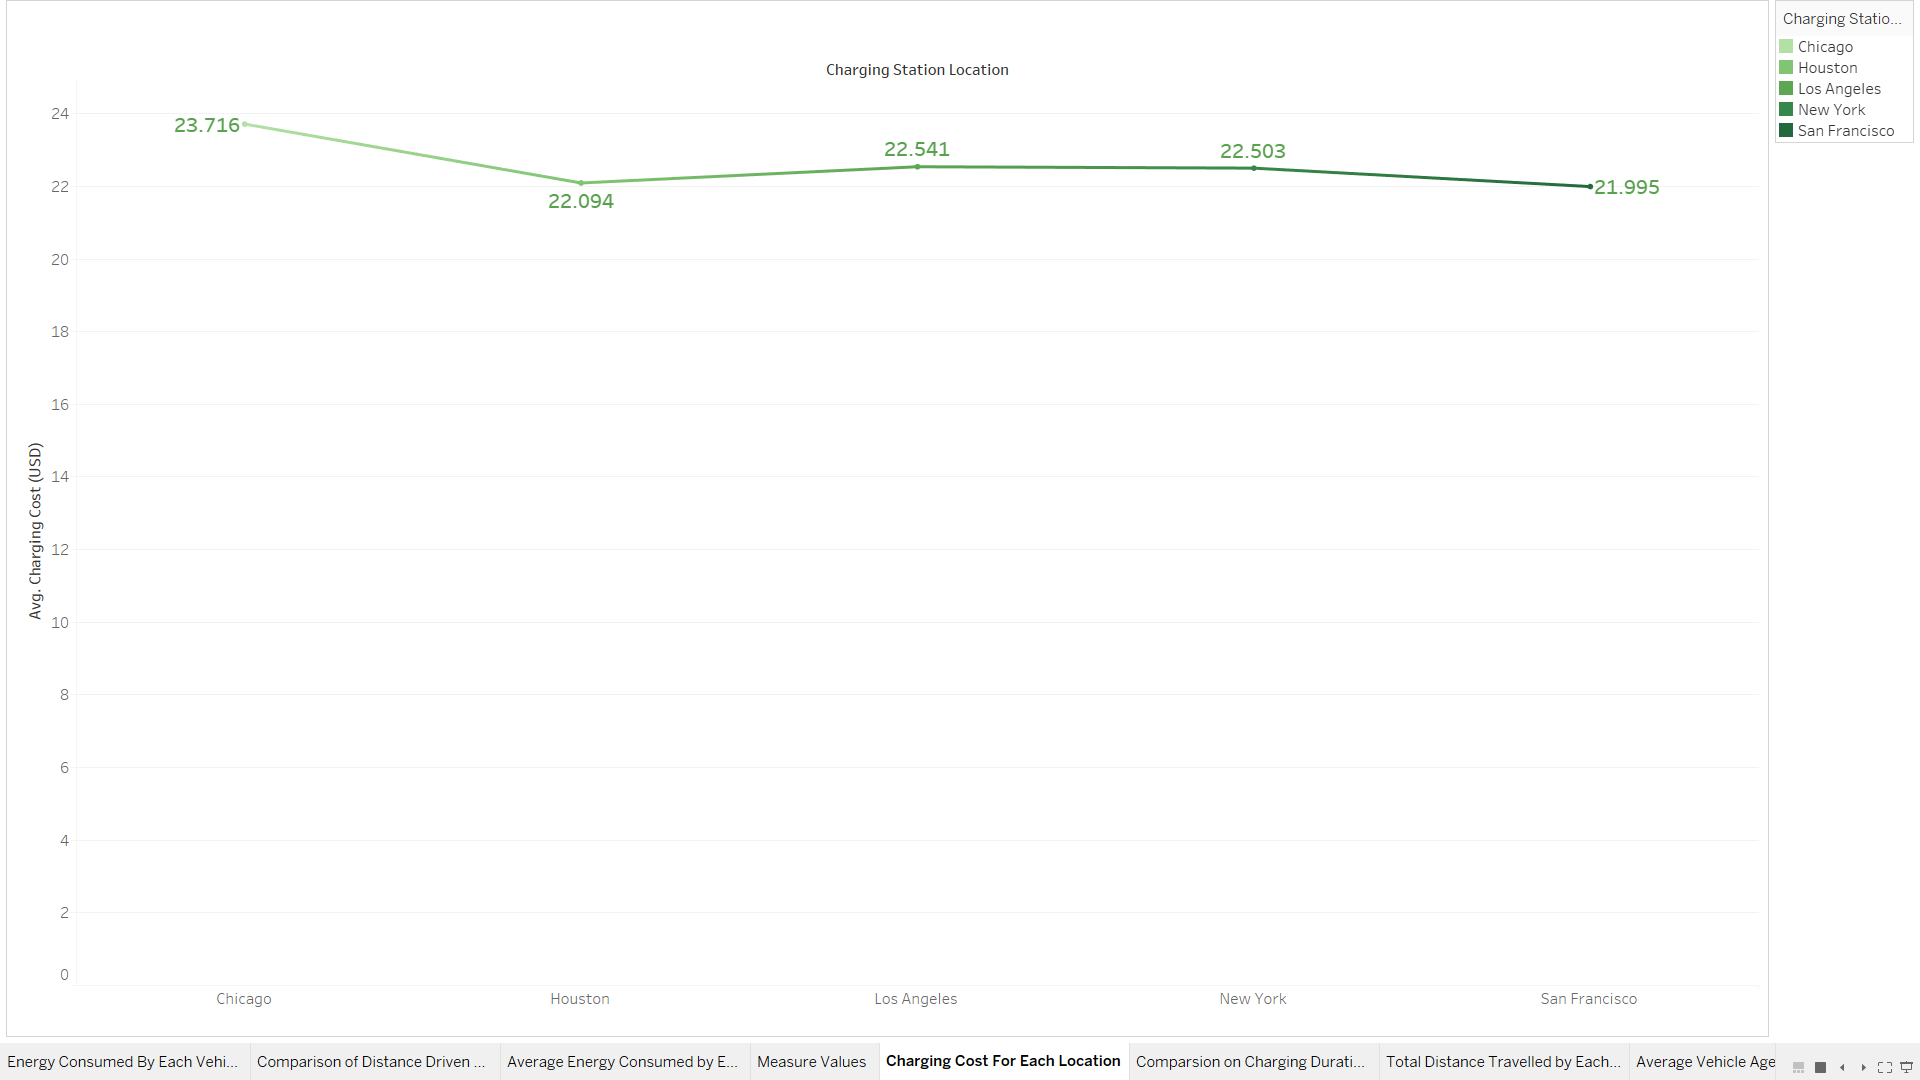 Charging Station Location
Charging Statio...
Chicago
Houston
Los Angeles
New York
San Francisco
24
22
20
18
16
14
12
10
8
6
4
2
0
Avg. Charging Cost (USD)
23.716
22.094
22.541
22.503
21.995
Chicago
Houston
Los Angeles
New York
San Francisco
Energy Consumed By Each Vehi...
Comparison of Distance Driven ...
Average Energy Consumed by E...
Measure Values
Charging Cost For Each Location
Comparsion on Charging Durati...
Total Distance Travelled by Each...
Average Vehicle Age